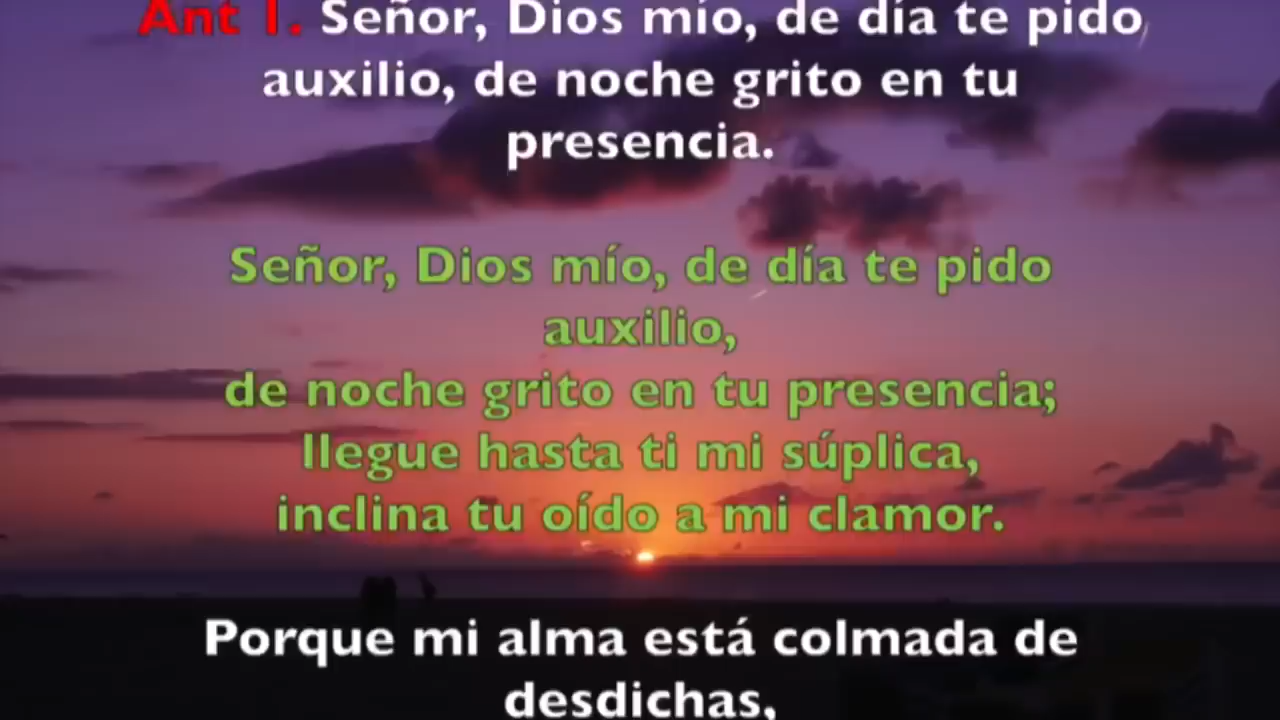 Ant 1. Señor, Dios mío, de día te pido
auxilio, de noche grito en tu
presencia.
Señor, Dios mío, de día te pido
auxilio,
de noche grito en tu presencia;
llegue hasta ti mi súplica,
inclina tu oído a mi clamor.
Porque mi alma está colmada de
desdichas,